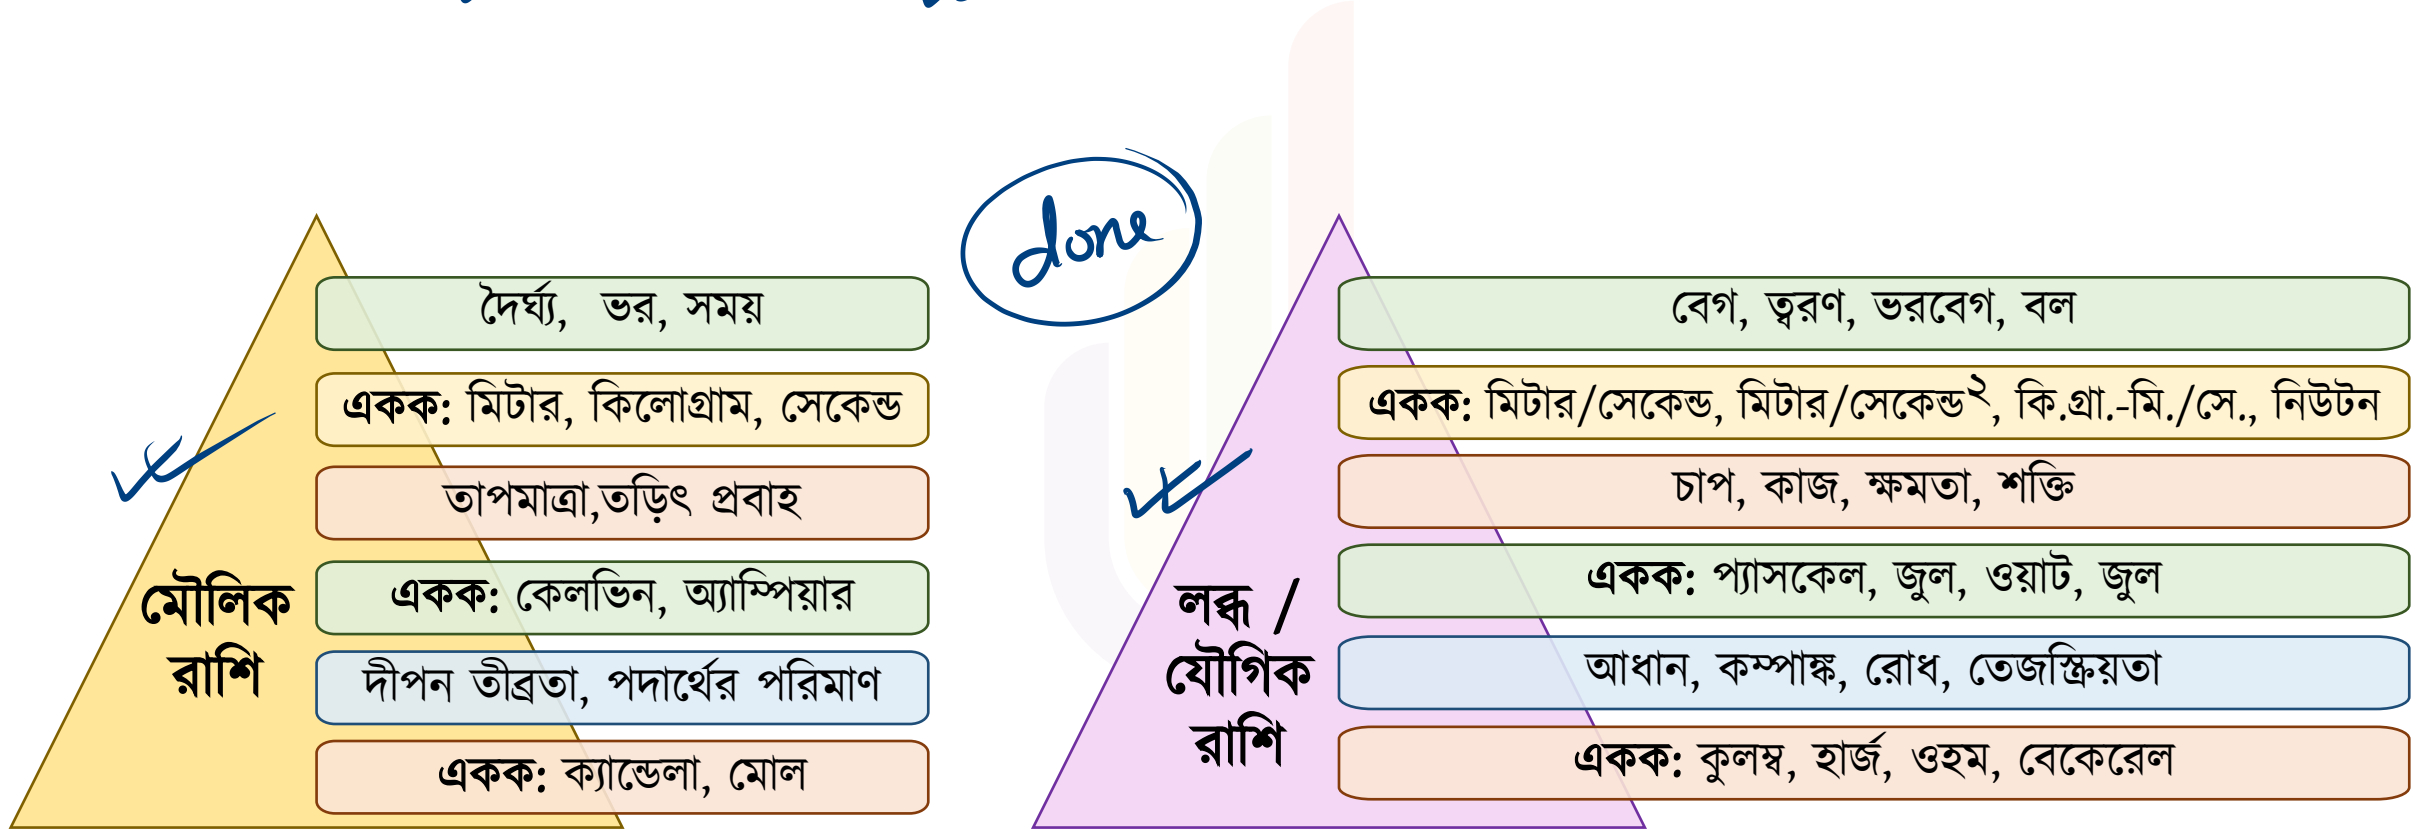 done
দৈর্ঘ্য, ভর, সময়
একক: মিটার, কিলোগ্রাম, সেকেন্ড
তাপমাত্রা,তড়িৎ প্রবাহ
একক: কেলভিন, অ্যাম্পিয়ার
দীপন তীব্রতা, পদার্থের পরিমাণ
একক: ক্যান্ডেলা, মোল
মৌলিক
রাশি
বেগ, ত্বরণ, ভরবেগ, বল
একক: মিটার/সেকেন্ড, মিটার/সেকেন্ড², কি.গ্রা.-মি./সে., নিউটন
চাপ, কাজ, ক্ষমতা, শক্তি
একক: প্যাসকেল, জুল, ওয়াট, জুল
আধান, কম্পাঙ্ক, রোধ, তেজস্ক্রিয়তা
একক: কুলম্ব, হার্জ, ওহম, বেকেরেল
লব্ধ /
যৌগিক
রাশি